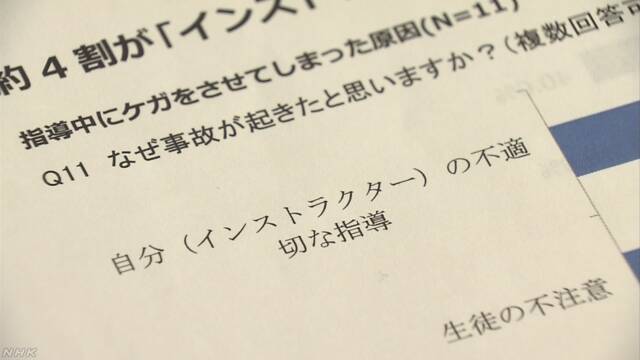 約4割が「インスト
指導中にケガをさせてしまった原因(N=11)
Q11 なぜ事故が起きたと思いますか?(複数回答可
自分(インストラクター)の不適
切な指導
生徒の不注意
NHK